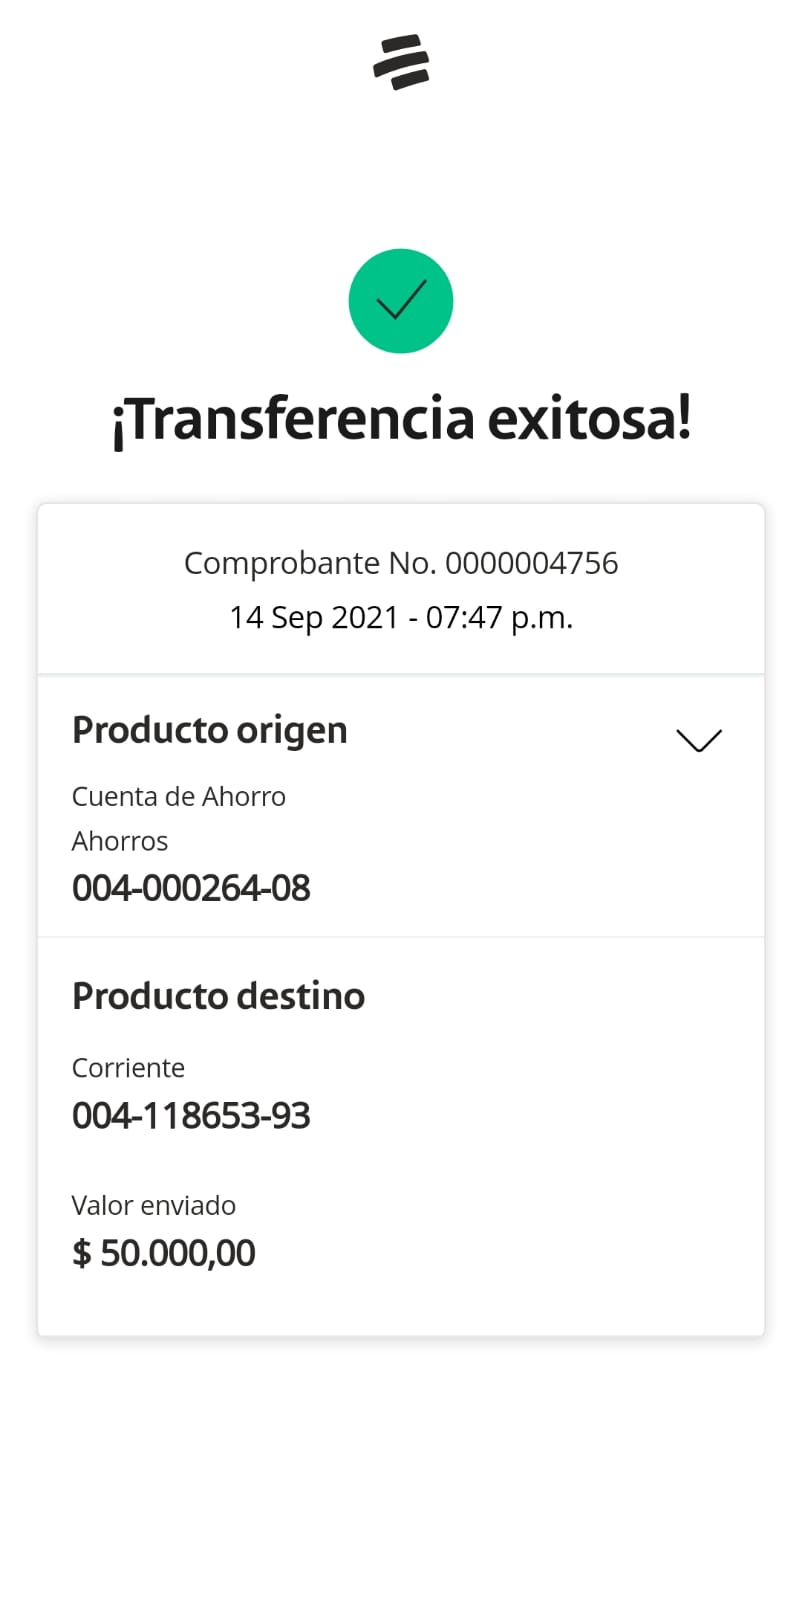 ¡Transferencia exitosa!
Comprobante No. 0000004756
14 Sep 2021 - 07:47 p.m.
Producto origen
Cuenta de Ahorro
Ahorros
004-000264-08
Producto destino
Corriente
004-118653-93
Valor enviado
$ 50.000,00